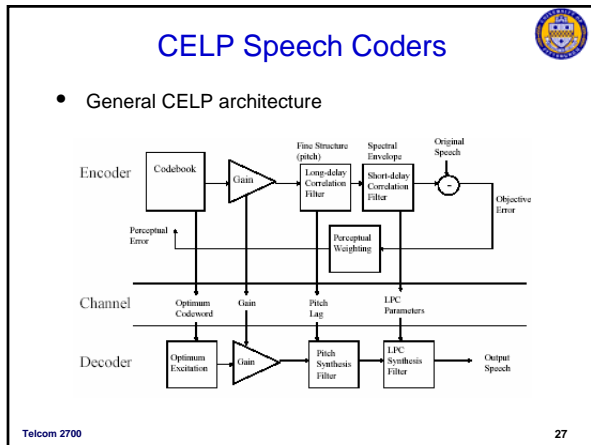 CELP Speech Coders
• General CELP architecture
Encoder
Codebook
Gain
Fine Structure
(pitch)
Long-delay
Correlation
Filter
Spectral
Envelope
Short-delay
Correlation
Filter
Original
Speech
-
Objective
Error
Perceptual
Error
Perceptual
Weighting
Channel
Optimum
Codeword
Gain
Pitch
Lag
LPC
Parameters
Decoder
Optimum
Excitation
Gain
Pitch
Synthesis
Filter
LPC
Synthesis
Filter
Output
Speech
Telcom 2700
27